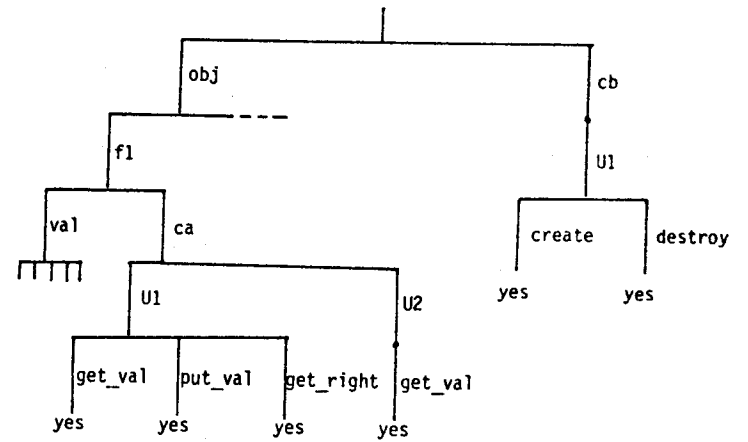 obj
cb
f1
U1
val
ca
create
destroy
U1
U2
yes
yes
get_val
put_val
get_right
get_val
yes
yes
yes
yes